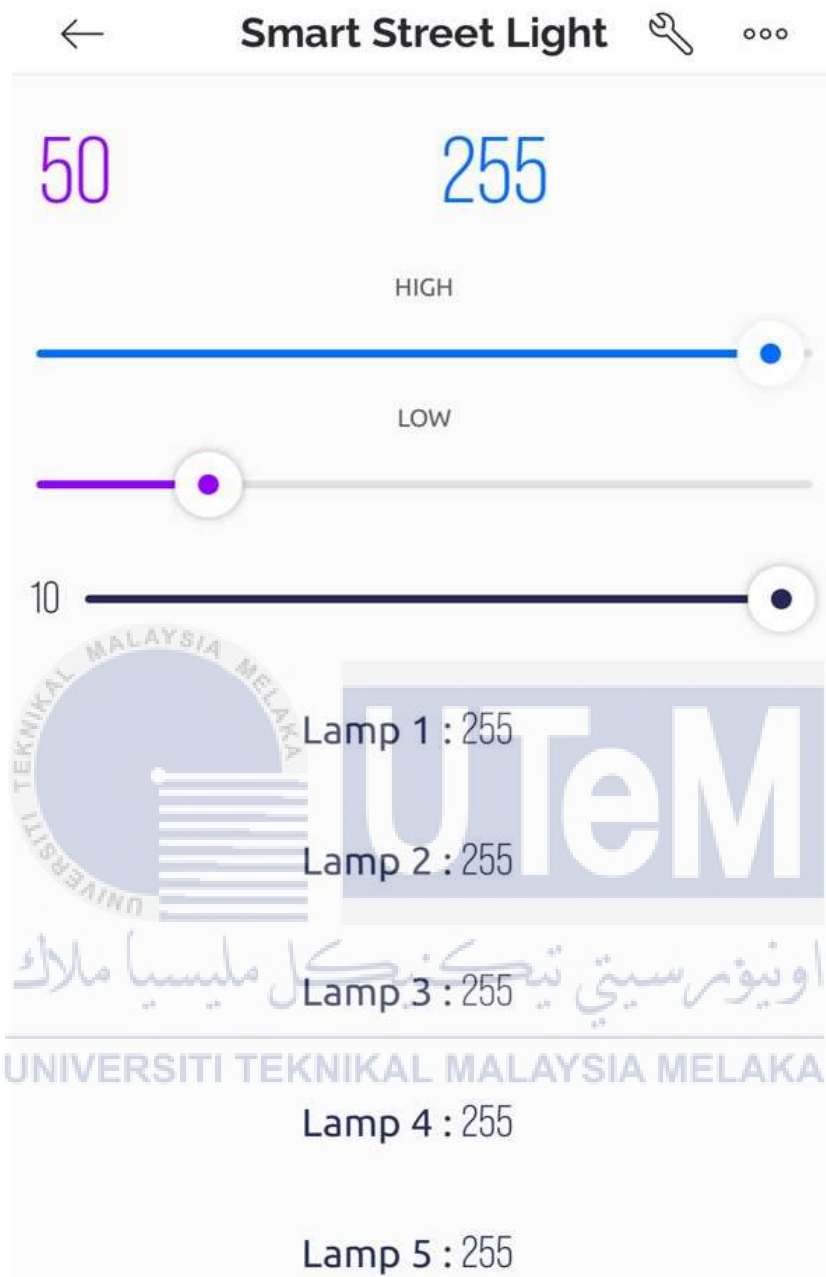 Smart Street Light
50 255
HIGH
LOW
10
UNIVERSITI TEKNIKAL MALAYSIA MELAKA
UTeM
Lamp 1 : 255
Lamp 2 : 255
اونيۏرسيتي تيكنيكل مليسيا ملاك
Lamp 3 : 255
UNIVERSITI TEKNIKAL MALAYSIA MELAKA
Lamp 4 : 255
Lamp 5 : 255